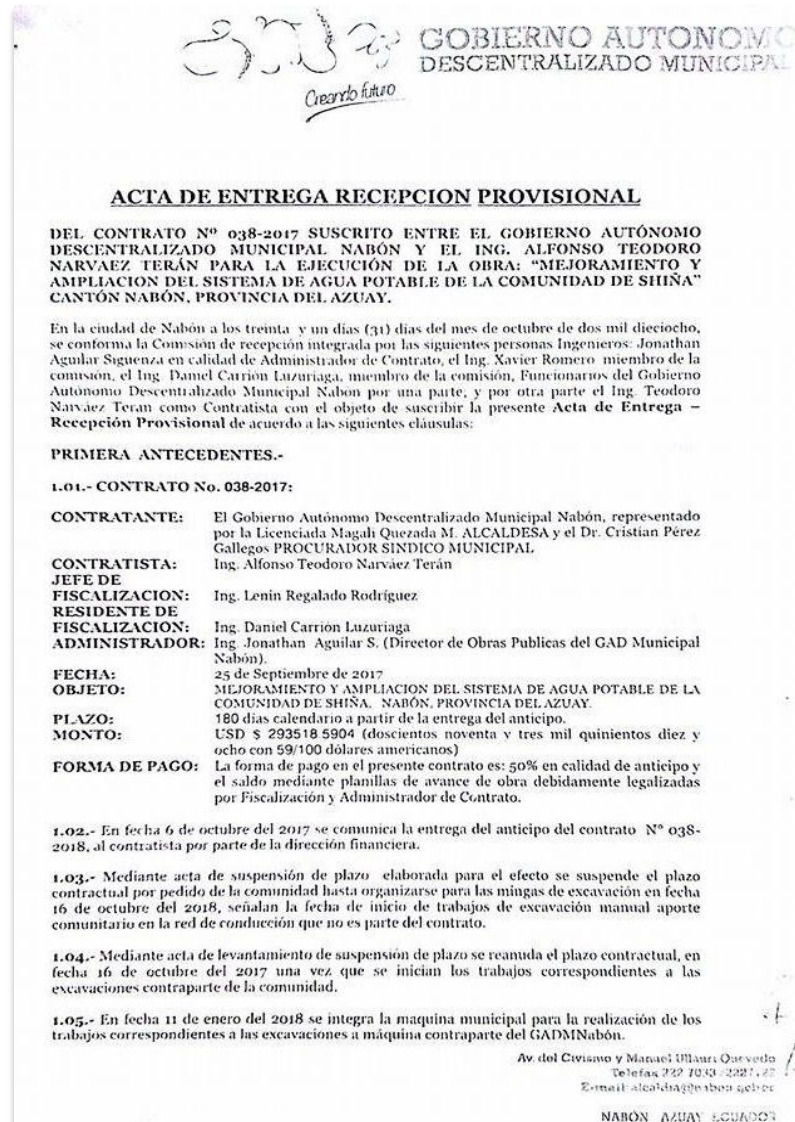 GOBIERNO AUTONOMO
DESCENTRALIZADO MUNICIPAL
Creando futuro
ACTA DE ENTREGA RECEPCION PROVISIONAL
DEL CONTRATO Nº 038-2017 SUSCRITO ENTRE EL GOBIERNO AUTÓNOMO
DESCENTRALIZADO MUNICIPAL NABÓN Y EL ING. ALFONSO TEODORO
NARVAEZ TERÁN PARA LA EJECUCIÓN DE LA OBRA: “MEJORAMIENTO Y
AMPLIACION DEL SISTEMA DE AGUA POTABLE DE LA COMUNIDAD DE SHIÑA”
CANTÓN NABÓN, PROVINCIA DEL AZUAY.
En la ciudad de Nabón a los treinta y un días (31) días del mes de octubre de dos mil dieciocho,
se conforma la Comisión de recepción integrada por las siguientes personas Ingenieros: Jonathan
Aguilar Siguenza en calidad de Administrador de Contrato, el Ing. Xavier Romero miembro de la
comisión, el Ing. Daniel Carrión Luzuriaga, miembro de la comisión, Funcionarios del Gobierno
Autónomo Descentralizado Municipal Nabón por una parte, y por otra parte el Ing. Teodoro
Narváez Terán como Contratista con el objeto de suscribir la presente Acta de Entrega –
Recepción Provisional de acuerdo a las siguientes cláusulas:
PRIMERA ANTECEDENTES.-
1.01.- CONTRATO No. 038-2017:
CONTRATANTE: El Gobierno Autónomo Descentralizado Municipal Nabón, representado
por la Licenciada Magali Quezada M. ALCALDESA y el Dr. Cristian Pérez
Gallegos PROCURADOR SINDICO MUNICIPAL
CONTRATISTA: Ing. Alfonso Teodoro Narváez Terán
JEFE DE
FISCALIZACION: Ing. Lenin Regalado Rodríguez
RESIDENTE DE
FISCALIZACION: Ing. Daniel Carrión Luzuriaga
ADMINISTRADOR: Ing. Jonathan Aguilar S. (Director de Obras Publicas del GAD Municipal
Nabón).
FECHA: 25 de Septiembre de 2017
OBJETO: MEJORAMIENTO Y AMPLIACION DEL SISTEMA DE AGUA POTABLE DE LA
COMUNIDAD DE SHIÑA, NABÓN, PROVINCIA DEL AZUAY.
PLAZO: 180 días calendario a partir de la entrega del anticipo.
MONTO: USD $ 293518.5904 (doscientos noventa y tres mil quinientos diez y
ocho con 59/100 dólares americanos)
FORMA DE PAGO: La forma de pago en el presente contrato es: 50% en calidad de anticipo y
el saldo mediante planillas de avance de obra debidamente legalizadas
por Fiscalización y Administrador de Contrato.
1.02.- En fecha 6 de octubre del 2017 se comunica la entrega del anticipo del contrato Nº 038-
2018, al contratista por parte de la dirección financiera.
1.03.- Mediante acta de suspensión de plazo elaborada para el efecto se suspende el plazo
contractual por pedido de la comunidad hasta organizarse para las mingas de excavación en fecha
16 de octubre del 2018, señalan la fecha de inicio de trabajos de excavación manual aporte
comunitario en la red de conducción que no es parte del contrato.
1.04.- Mediante acta de levantamiento de suspensión de plazo se reanuda el plazo contractual, en
fecha 16 de octubre del 2017 una vez que se inician los trabajos correspondientes a las
excavaciones contraparte de la comunidad.
1.05.- En fecha 11 de enero del 2018 se integra la maquina municipal para la realización de los
trabajos correspondientes a las excavaciones a máquina contraparte del GADMNabón.
Av. del Civismo y Manuel Ullauri Quevedo
Telefax 222 7033
E-mail: alcaldia@nabon.gob.ec
NABÓN AZUAY ECUADOR